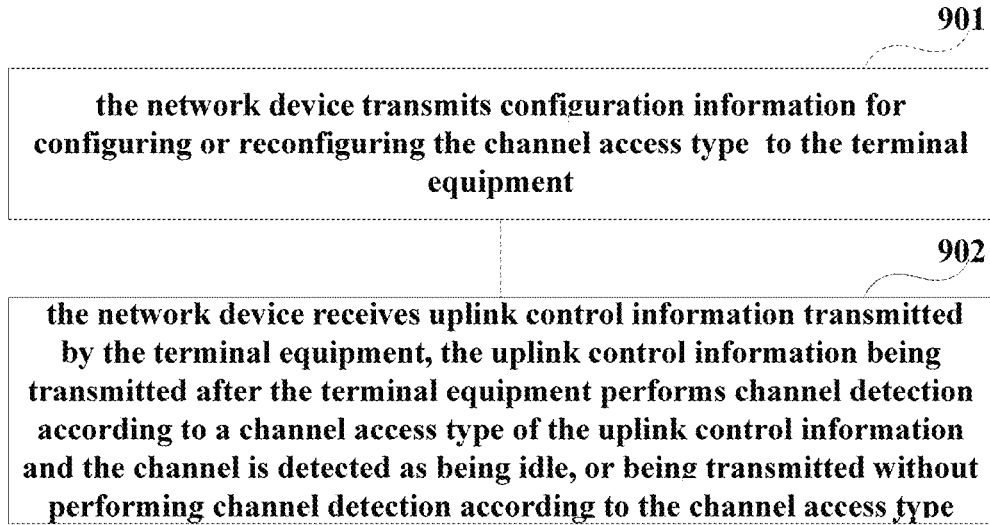 901
the network device transmits configuration information for
configuring or reconfiguring the channel access type to the terminal
equipment
902
the network device receives uplink control information transmitted
by the terminal equipment, the uplink control information being
transmitted after the terminal equipment performs channel detection
according to a channel access type of the uplink control information
and the channel is detected as being idle, or being transmitted without
performing channel detection according to the channel access type